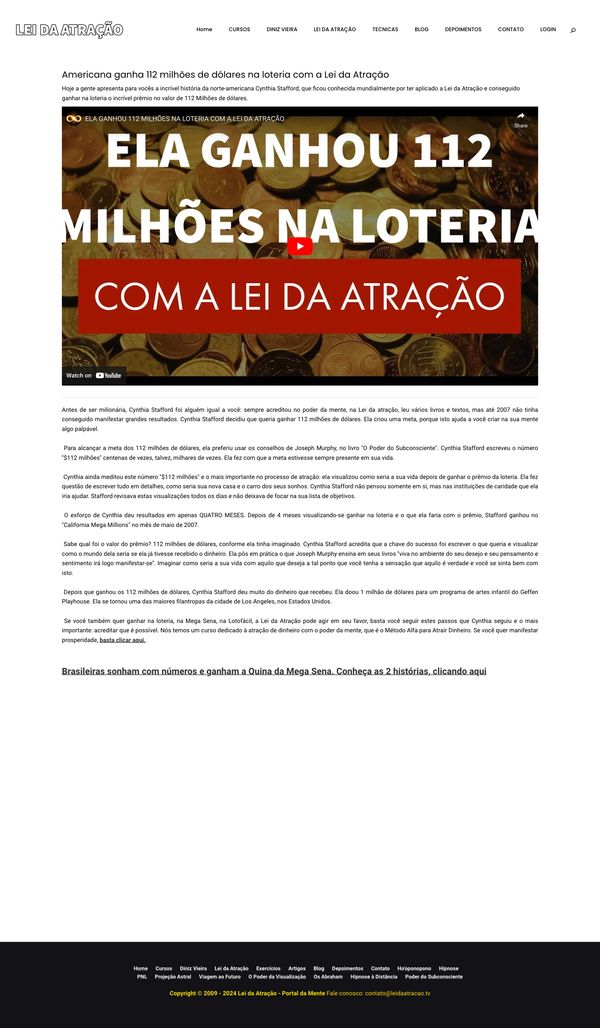 LEI DA ATRAÇÃO
Home CURSOS DINIZ VIEIRA LEI DA ATRAÇÃO TECNICAS BLOG DEPOIMENTOS CONTATO LOGIN
Americana ganha 112 milhões de dólares na loteria com a Lei da Atração
Hoje a gente apresenta para vocês a incrível história da norte-americana Cynthia Stafford, que ficou conhecida mundialmente por ter aplicado a Lei da Atração e conseguido
ganhar na loteria o incrível prêmio no valor de 112 Milhões de dólares.
ELA GANHOU 112 MILHÕES NA LOTERIA COM A LEI DA ATRAÇÃO
Share
ELA GANHOU 112
MILHÕES NA LOTERIA
COM A LEI DA ATRAÇÃO
Watch on YouTube
Antes de ser milionária, Cynthia Stafford foi alguém igual a você: sempre acreditou no poder da mente, na Lei da atração, leu vários livros e textos, mas até 2007 não tinha
conseguido manifestar grandes resultados. Cynthia Stafford decidiu que queria ganhar 112 milhões de dólares. Ela criou uma meta, porque isto ajuda a você criar na sua mente
algo palpável.
Para alcançar a meta dos 112 milhões de dólares, ela preferiu usar os conselhos de Joseph Murphy, no livro "O Poder do Subconsciente". Cynthia Stafford escreveu o número
"$112 milhões" centenas de vezes, talvez, milhares de vezes. Ela fez com que a meta estivesse sempre presente em sua vida.
Cynthia ainda meditou este número "$112 milhões" e o mais importante no processo de atração: ela visualizou como seria a sua vida depois de ganhar o prêmio da loteria. Ela fez
questão de escrever tudo em detalhes, como seria sua nova casa e o carro dos seus sonhos. Cynthia Stafford não pensou somente em si, mas nas instituições de caridade que ela
iria ajudar. Stafford revisava estas visualizações todos os dias e não deixava de focar na sua lista de objetivos.
O esforço de Cynthia deu resultados em apenas QUATRO MESES. Depois de 4 meses visualizando-se ganhar na loteria e o que ela faria com o prêmio, Stafford ganhou no
"California Mega Millions" no mês de maio de 2007.
Sabe qual foi o valor do prêmio? 112 milhões de dólares, conforme ela tinha imaginado. Cynthia Stafford acredita que a chave do sucesso foi escrever o que queria e visualizar
como o mundo dela seria se ela já tivesse recebido o dinheiro. Ela pôs em prática o que Joseph Murphy ensina em seus livros "viva no ambiente do seu desejo e seu pensamento e
sentimento irá logo manifestar-se". Imaginar como seria a sua vida com aquilo que deseja a tal ponto que você tenha a sensação que aquilo é verdade e você se sinta bem com
isto.
Depois que ganhou os 112 milhões de dólares, Cynthia Stafford deu muito do dinheiro que recebeu. Ela doou 1 milhão de dólares para um programa de artes infantil do Geffen
Playhouse. Ela se tornou uma das maiores filantropas da cidade de Los Angeles, nos Estados Unidos.
Se você também quer ganhar na loteria, na Mega Sena, na Lotofácil, a Lei da Atração pode agir em seu favor, basta você seguir estes passos que Cynthia seguiu e o mais
importante: acreditar que é possível. Nós temos um curso dedicado à atração de dinheiro com o poder da mente, que é o Método Alfa para Atrair Dinheiro. Se você quer manifestar
prosperidade, basta clicar aqui.
Brasileiras sonham com números e ganham a Quina da Mega Sena. Conheça as 2 histórias, clicando aqui
Home Cursos Diniz Vieira Lei da Atração Exercícios Artigos Blog Depoimentos Contato Ho'oponopono Hipnose
PNL Projeção Astral Viagem ao Futuro O Poder da Visualização Os Abraham Hipnose à Distância Poder do Subconsciente
Copyright © 2009 - 2024 Lei da Atração - Portal da Mente Fale conosco: contato@leidaatracao.tv